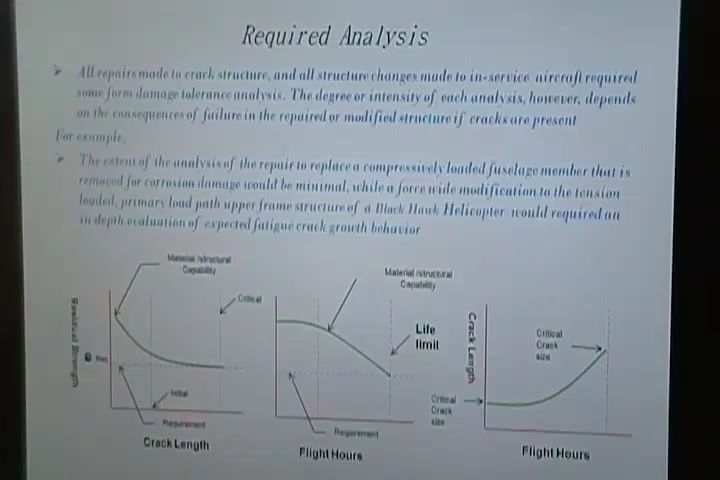 Required Analysis
All repairs made to crack structure, and all structure changes made to in-service aircraft required
some form damage tolerance analysis. The degree or intensity of each analysis, however, depends
on the consequences of failure in the repaired or modified structure if cracks are present
For example,
The extent of the analysis of the repair to replace a compressively loaded fuselage member that is
removed for corrosion damage would be minimal, while a force wide modification to the tension
loaded, primary load path upper frame structure of a Black Hawk Helicopter would required an
in depth evaluation of expected fatigue crack growth behavior
Material /structural
Capability
Critical
Residual Strength
Initial
Requirement
Crack Length
Material /structural
Capability
Life
limit
Requirement
Flight Hours
Crack Length
Critical
Crack
size
Critical
Crack
size
Flight Hours